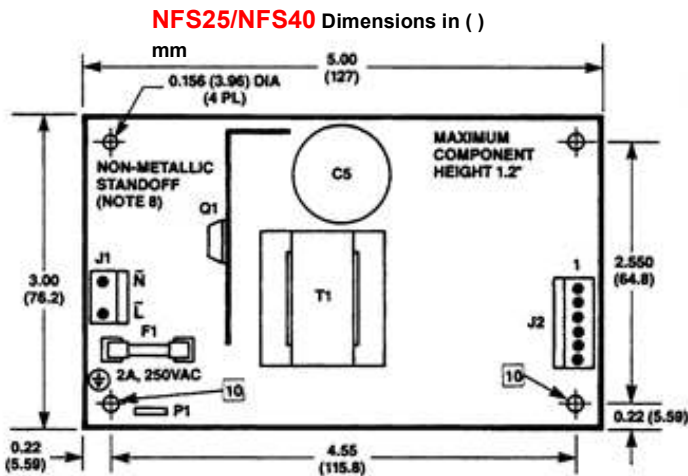 NFS25/NFS40 Dimensions in ( )
mm
5.00
(127)
0.156 (3.96) DIA
(4 PL)
MAXIMUM
COMPONENT
HEIGHT 1.2"
C5
NON-METALLIC
STANDOFF
(NOTE 8)
Q1
3.00
(76.2)
J1
N
L
T1
1
J2
2.550
(64.8)
F1
2A, 250VAC
10
10
P1
0.22 (5.59)
0.22
(5.59)
4.55
(115.8)